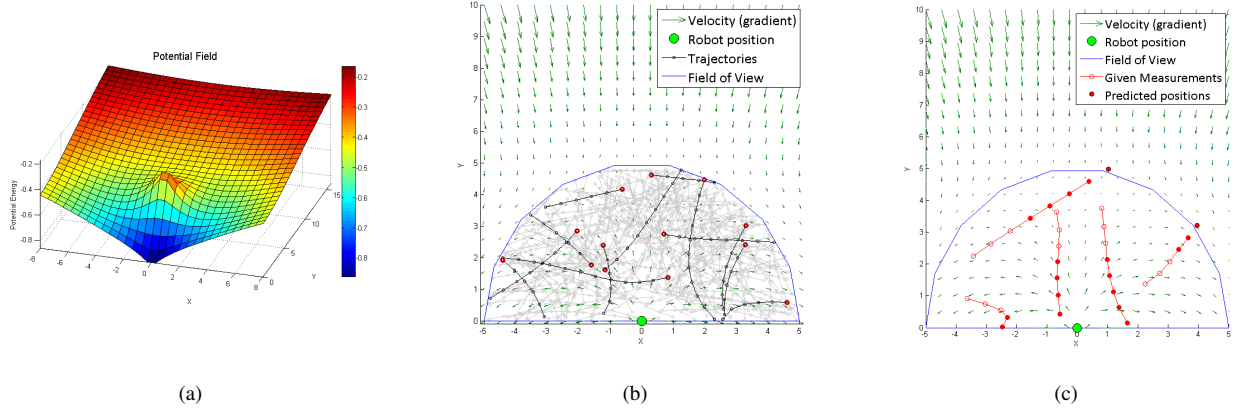 Potential Field
Potential Energy
-0.2
-0.4
-0.6
-0.8
-8
-6
-4
-2
0
2
4
6
8
X
0
5
10
15
Y
0.2
-0.3
-0.4
-0.5
-0.6
-0.7
-0.8
(a)
Velocity (gradient)
Robot position
Trajectories
Field of View
10
9
8
7
6
5
4
3
2
1
0
Y
-5 -4 -3 -2 -1 0 1 2 3 4 5
X
(b)
Velocity (gradient)
Robot position
Field of View
Given Measurements
Predicted positions
10
9
8
7
6
5
4
3
2
1
0
Y
-5 -4 -3 -2 -1 0 1 2 3 4 5
X
(c)